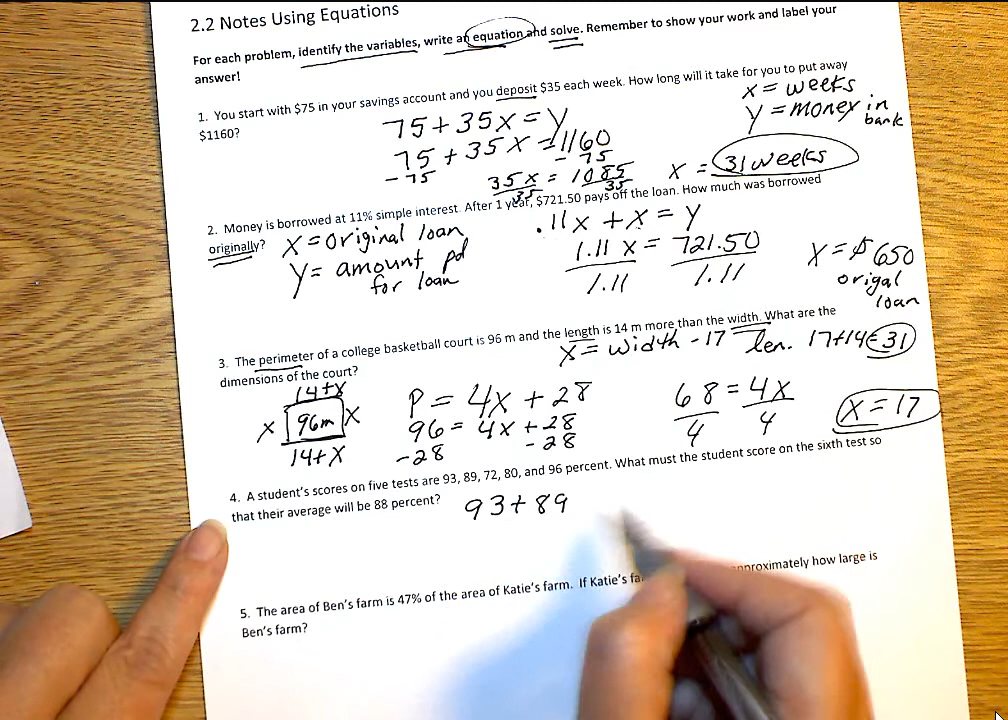 2.2 Notes Using Equations
For each problem, identify the variables, write an equation and solve. Remember to show your work and label your
answer!
1. You start with $75 in your savings account and you deposit $35 each week. How long will it take for you to put away
$1160?
x = weeks
y = money in
bank
75 + 35x = y
75 + 35x = 1160
-75 -75
35x = 1085
35 35
x = 31 weeks
2. Money is borrowed at 11% simple interest. After 1 year, $721.50 pays off the loan. How much was borrowed
originally?
x = original loan
y = amount pd
for loan
.11x + x = y
1.11x = 721.50
1.11 1.11
x = $650
origal
loan
3. The perimeter of a college basketball court is 96 m and the length is 14 m more than the width. What are the
dimensions of the court?
x = width - 17 len. 17+14= 31
14+x
x 96m x
14+x
P = 4x + 28
96 = 4x + 28
-28 - 28
68 = 4x
4 4
x = 17
4. A student's scores on five tests are 93, 89, 72, 80, and 96 percent. What must the student score on the sixth test so
that their average will be 88 percent?
93 + 89
5. The area of Ben's farm is 47% of the area of Katie's farm. If Katie's fa approximately how large is
Ben's farm?